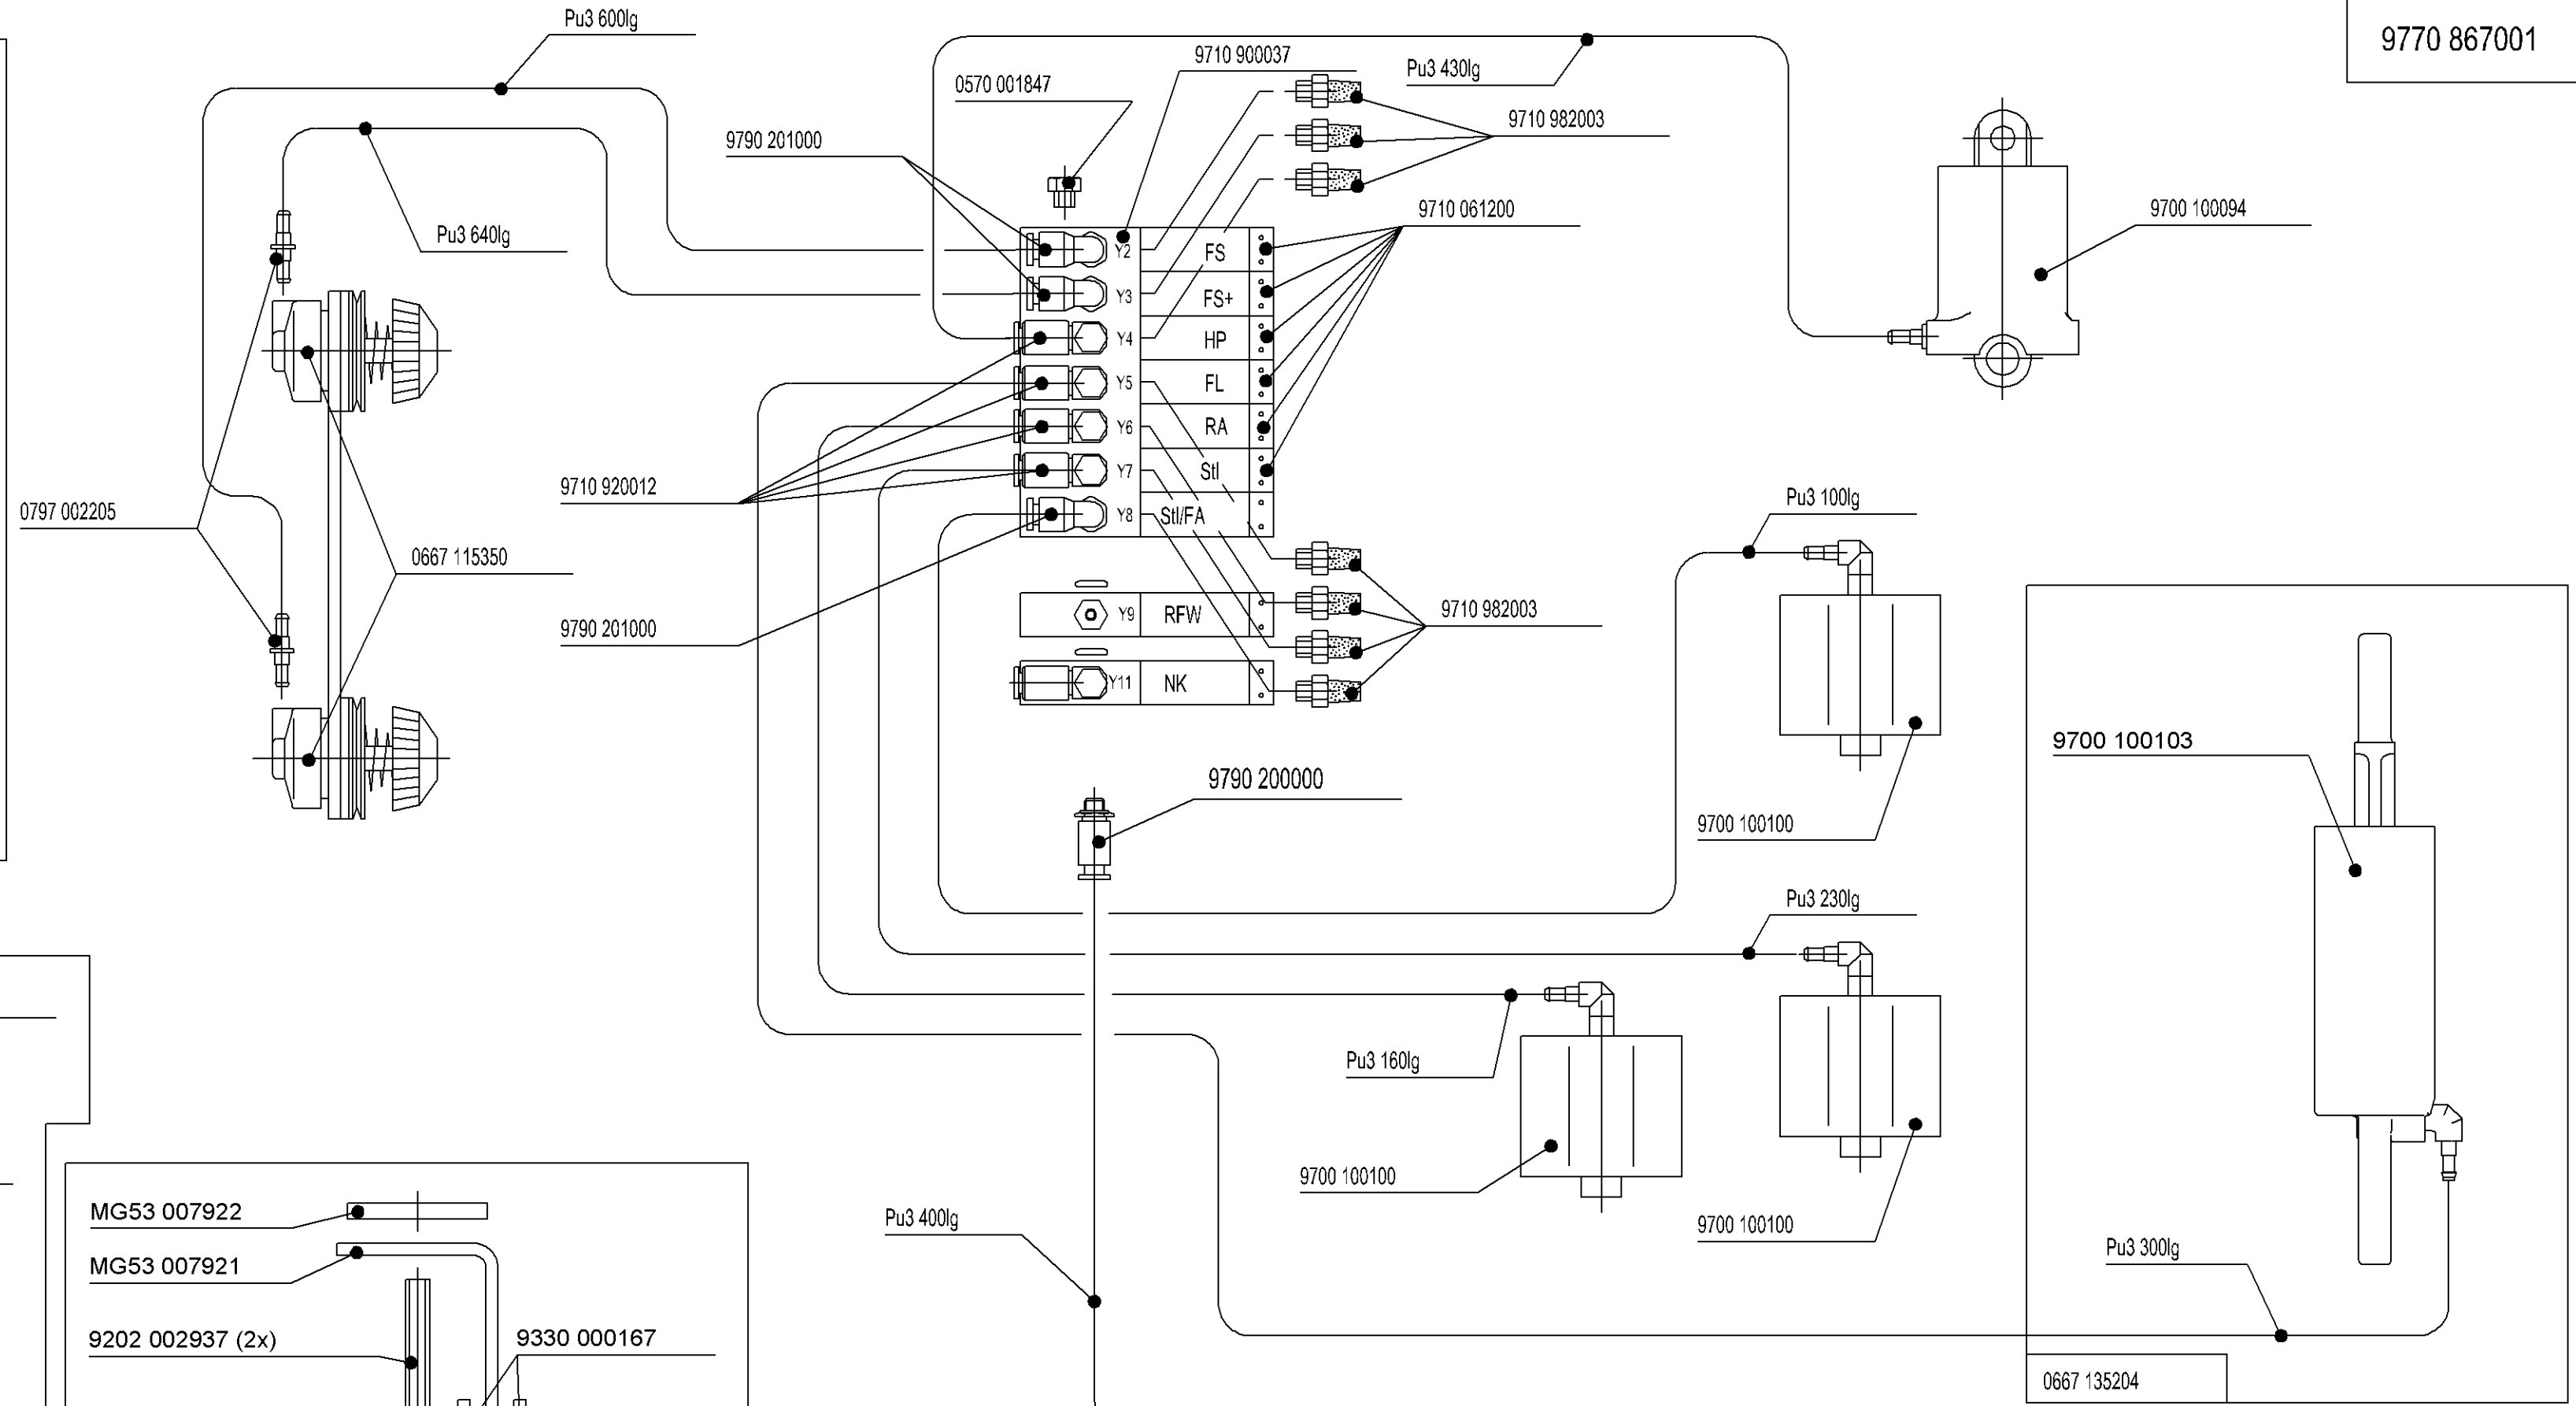 Pu3 600lg
9770 867001
9710 900037
Pu3 430lg
0570 001847
9710 982003
9790 201000
9710 061200
9700 100094
Pu3 640lg
Y2 FS
Y3 FS+
Y4 HP
Y5 FL
Y6 RA
Y7 Stl
Y8 Stl/FA
9710 920012
0797 002205
Pu3 100lg
0667 115350
9790 201000
Y9 RFW
9710 982003
Y11 NK
9700 100103
9790 200000
9700 100100
Pu3 230lg
Pu3 160lg
9700 100100
9700 100100
MG53 007922
Pu3 400lg
MG53 007921
Pu3 300lg
9202 002937 (2x)
9330 000167
0667 135204